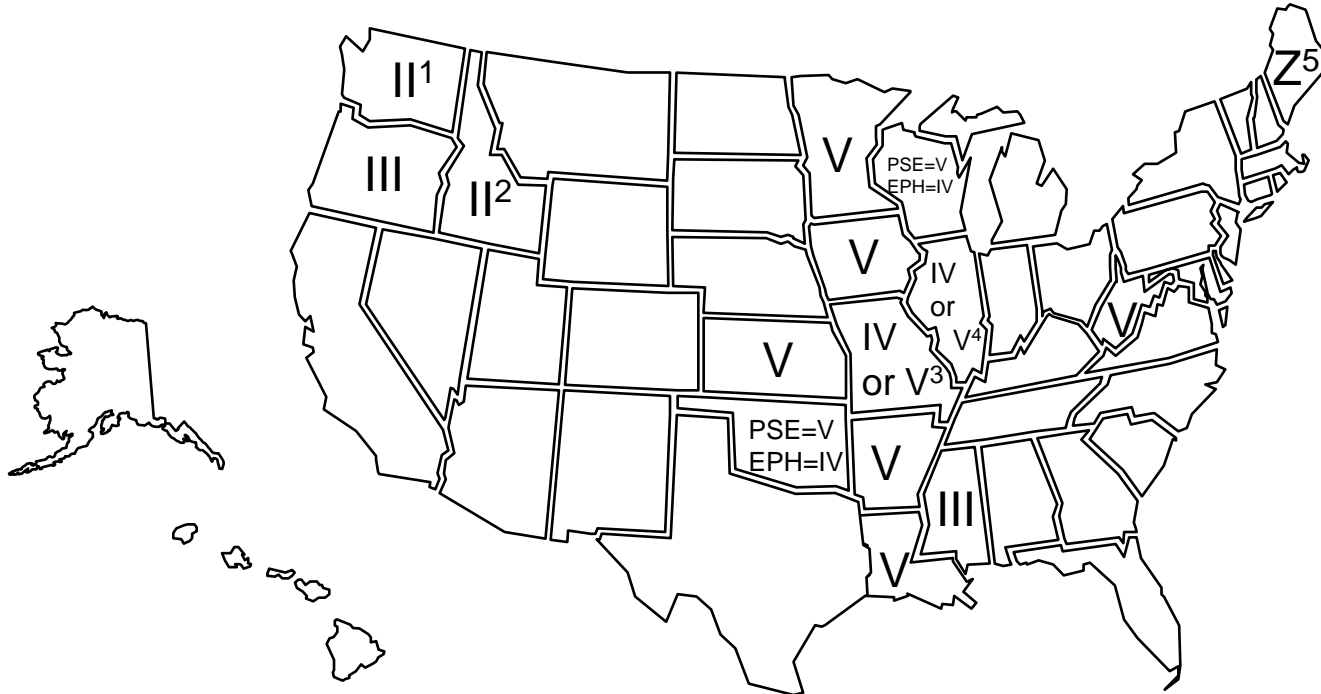 Z⁵
II¹
V
PSE=V
EPH=IV
III
II²
V
IV
or
V⁴
V
IV
or V³
V
PSE=V
EPH=IV
V
III
V